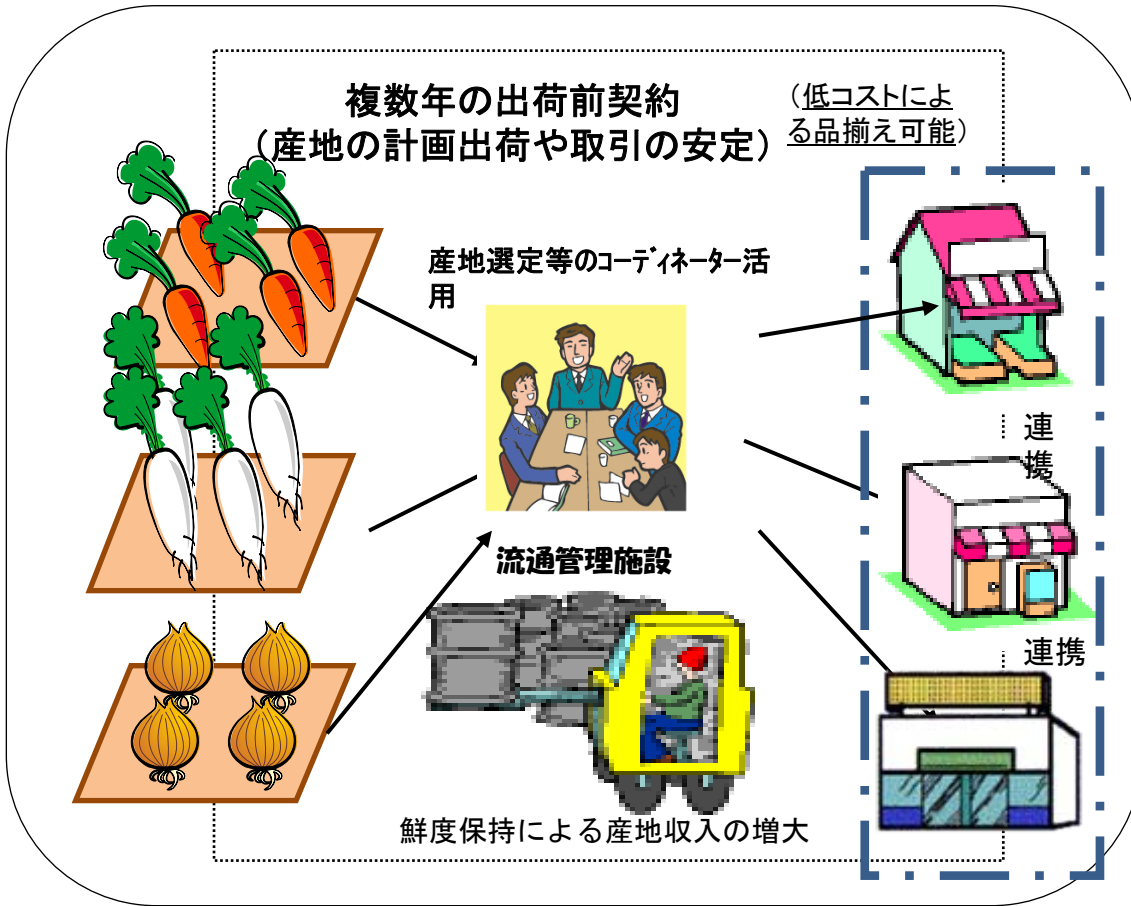 複数年の出荷前契約
（産地の計画出荷や取引の安定）
（低コストによ
る品揃え可能）
産地選定等のｺｰﾃﾞｨﾈｰﾀｰ活
用
連
携
流通管理施設
連携
鮮度保持による産地収入の増大